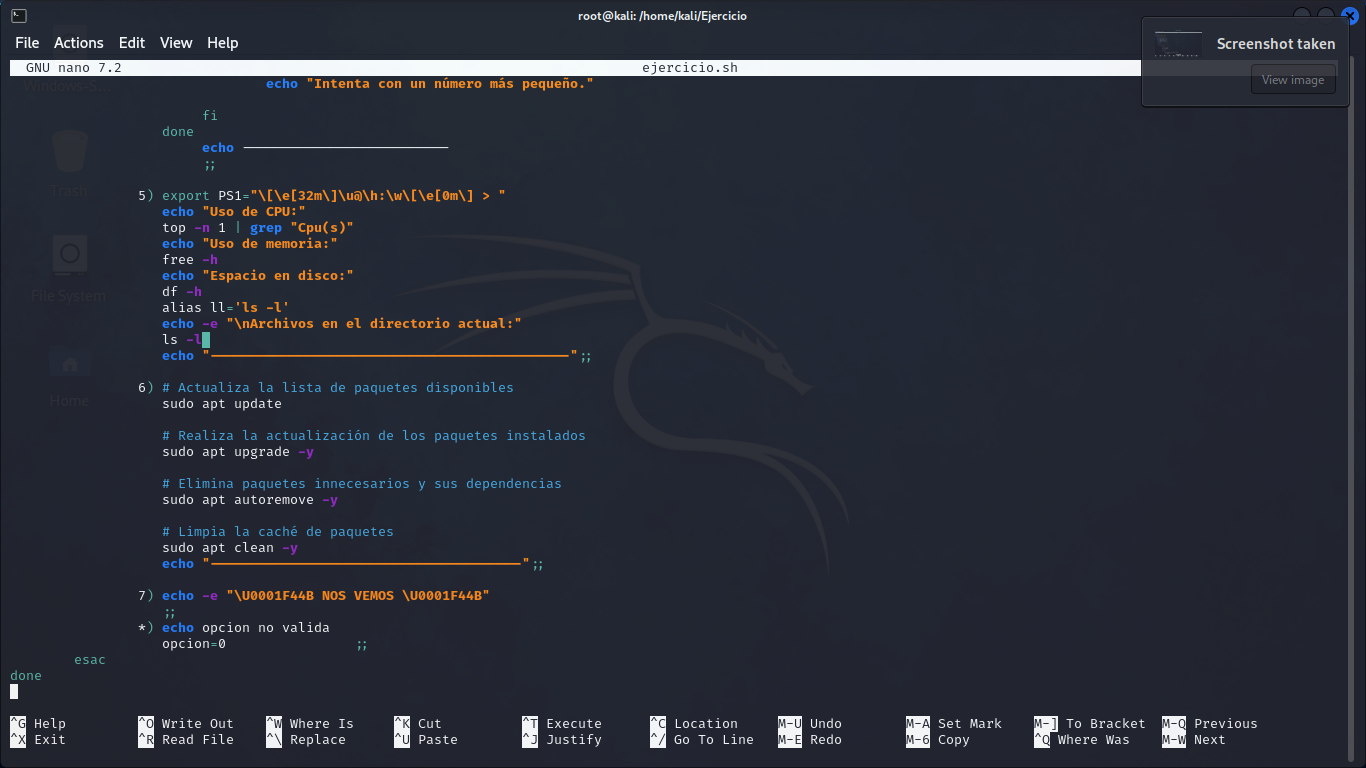 root@kali: /home/kali/Ejercicio
File Actions Edit View Help
Screenshot taken
View image
GNU nano 7.2 ejercicio.sh
echo "Intenta con un número más pequeño."
fi
done
echo --------------------------
;;
5) export PS1="\[\e[32m\]\u@\h:\w\[\e[0m\] > "
echo "Uso de CPU:"
top -n 1 | grep "Cpu(s)"
echo "Uso de memoria:"
free -h
echo "Espacio en disco:"
df -h
alias ll='ls -l'
echo -e "\nArchivos en el directorio actual:"
ls -l
echo "---------------------------------------------";;
6) # Actualiza la lista de paquetes disponibles
sudo apt update
# Realiza la actualización de los paquetes instalados
sudo apt upgrade -y
# Elimina paquetes innecesarios y sus dependencias
sudo apt autoremove -y
# Limpia la caché de paquetes
sudo apt clean -y
echo "---------------------------------------";;
7) echo -e "\U0001F44B NOS VEMOS \U0001F44B"
;;
*) echo opcion no valida
opcion=0 ;;
esac
done
^G Help ^O Write Out ^W Where Is ^K Cut ^T Execute ^C Location M-U Undo M-A Set Mark M-] To Bracket M-Q Previous
^X Exit ^R Read File ^\ Replace ^U Paste ^J Justify ^/ Go To Line M-E Redo M-6 Copy ^Q Where Was M-W Next
Trash
File System
Home